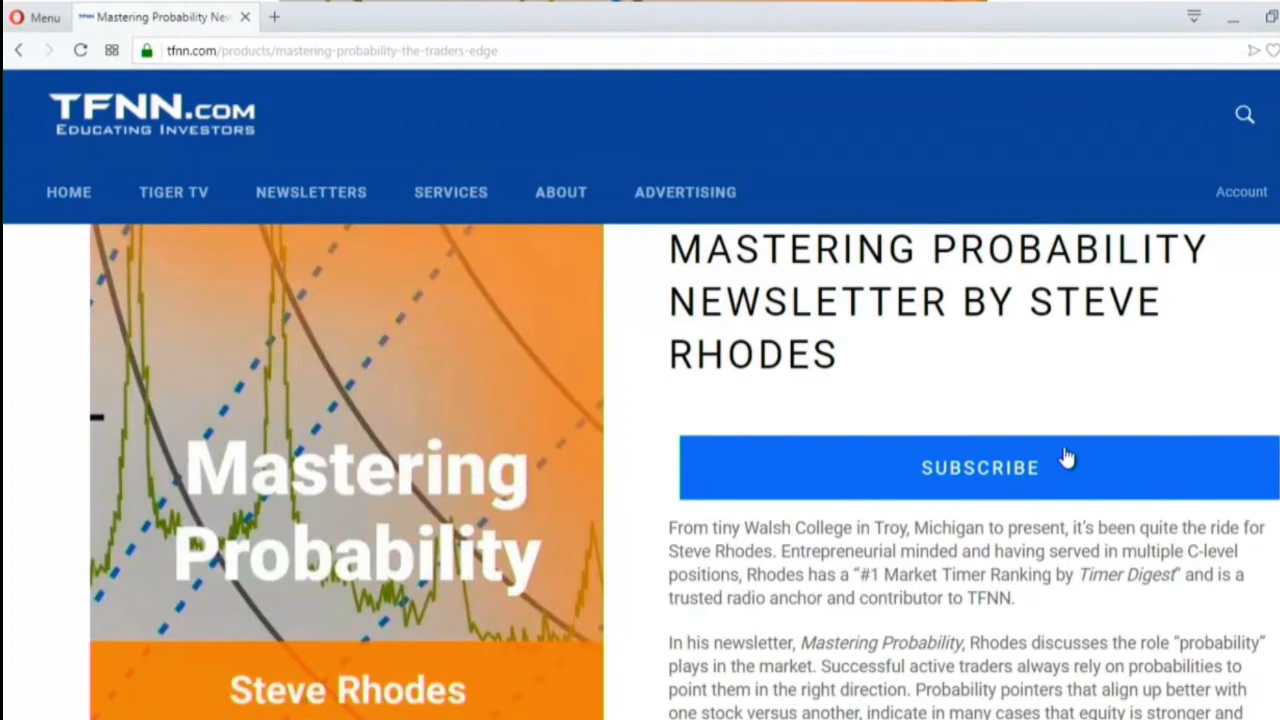 Menu
Mastering Probability Ne
tfnn.com/products/mastering-probability-the-traders-edge
TFNN.COM
EDUCATING INVESTORS
HOME TIGER TV NEWSLETTERS SERVICES ABOUT ADVERTISING Account
Mastering
Probability
Steve Rhodes
MASTERING PROBABILITY
NEWSLETTER BY STEVE
RHODES
SUBSCRIBE
From tiny Walsh College in Troy, Michigan to present, it's been quite the ride for
Steve Rhodes. Entrepreneurial minded and having served in multiple C-level
positions, Rhodes has a "#1 Market Timer Ranking by Timer Digest" and is a
trusted radio anchor and contributor to TFNN.
In his newsletter, Mastering Probability, Rhodes discusses the role "probability"
plays in the market. Successful active traders always rely on probabilities to
point them in the right direction. Probability pointers that align up better with
one stock versus another, indicate in many cases that equity is stronger and